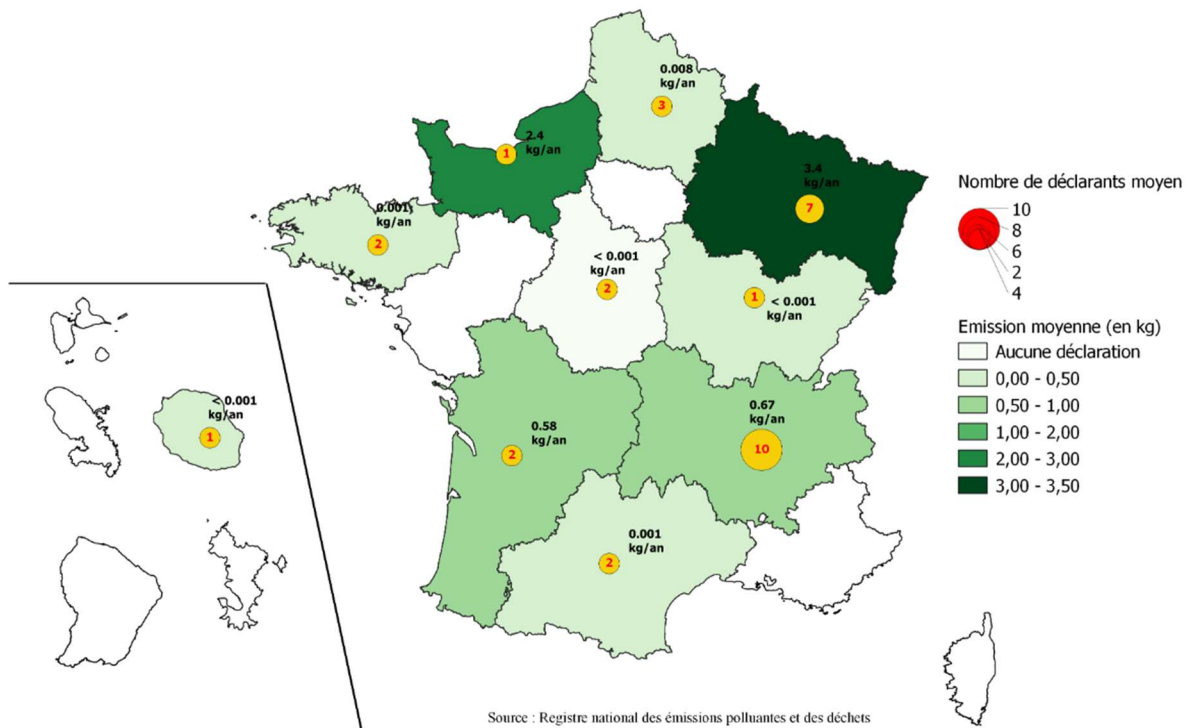 0.008
kg/an
3
2.4
kg/an
1
3.4
kg/an
7
0.001
kg/an
2
< 0.001
kg/an
2
1
< 0.001
kg/an
0.58
kg/an
2
0.67
kg/an
10
0.001
kg/an
2
< 0.001
kg/an
1
Nombre de déclarants moyen
10
8
6
2
4
Emission moyenne (en kg)
Aucune déclaration
0,00 - 0,50
0,50 - 1,00
1,00 - 2,00
2,00 - 3,00
3,00 - 3,50
Source : Registre national des émissions polluantes et des déchets